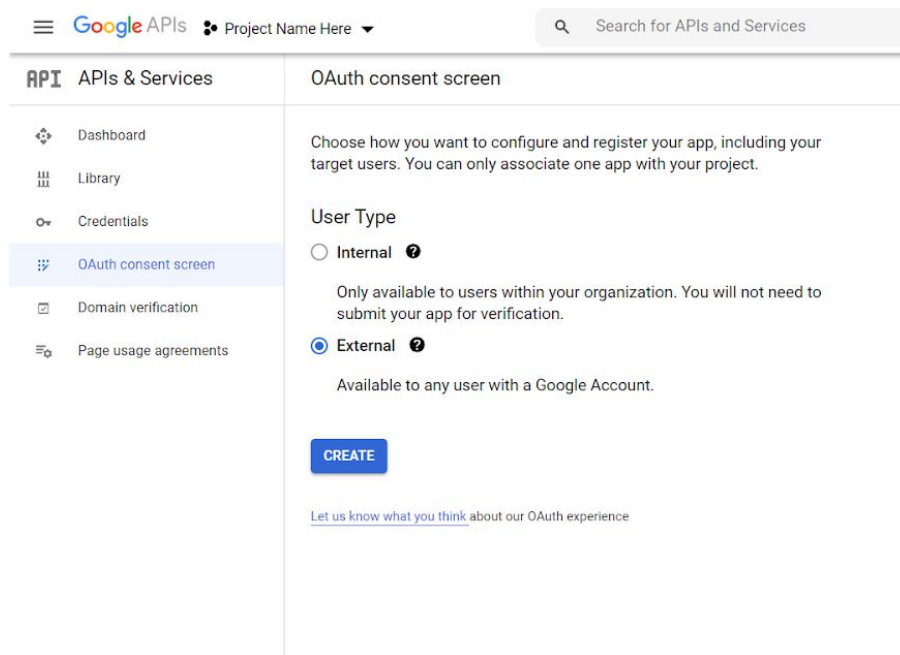 Google APIs Project Name Here Search for APIs and Services
API APIs & Services
OAuth consent screen
Dashboard
Library
Credentials
OAuth consent screen
Domain verification
Page usage agreements
Choose how you want to configure and register your app, including your
target users. You can only associate one app with your project.
User Type
Internal ?
Only available to users within your organization. You will not need to
submit your app for verification.
External ?
Available to any user with a Google Account.
CREATE
Let us know what you think about our OAuth experience